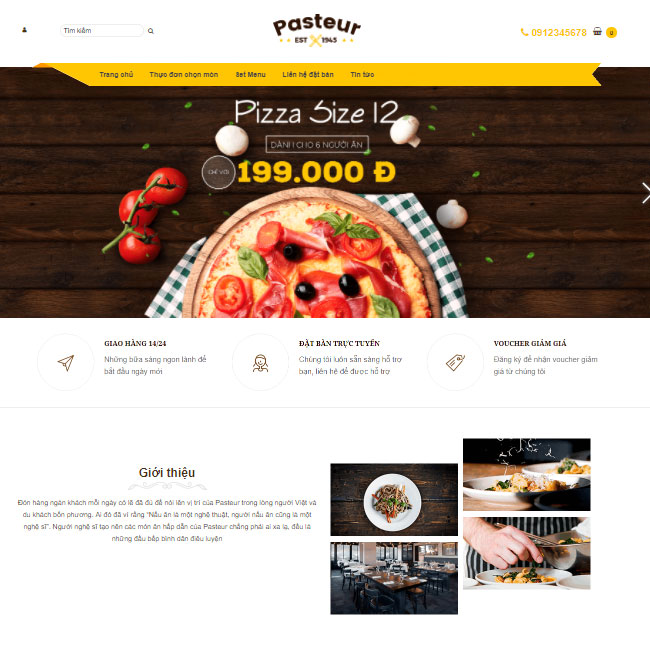 Tìm kiếm
Pasteur
EST 1945
0912345678
0
Trang chủ
Thực đơn chọn món
Set Menu
Liên hệ đặt bàn
Tin tức
Pizza Size 12
DÀNH CHO 6 NGƯỜI ĂN
CHỈ VỚI
199.000 Đ
GIAO HÀNG 14/24
Những bữa sáng ngon lành để
bắt đầu ngày mới
ĐẶT BÀN TRỰC TUYẾN
Chúng tôi luôn sẵn sàng hỗ trợ
bạn, liên hệ để được hỗ trợ
VOUCHER GIẢM GIÁ
Đăng ký để nhận voucher giảm
giá từ chúng tôi
Giới thiệu
Đón hàng ngàn khách mỗi ngày có lẽ đã đủ để nói lên vị trí của Pasteur trong lòng người Việt và
du khách bốn phương. Ai đó đã ví rằng "Nấu ăn là một nghệ thuật, người nấu ăn cũng là một
nghệ sĩ". Người nghệ sĩ tạo nên các món ăn hấp dẫn của Pasteur chẳng phải ai xa lạ, đều là
những đầu bếp bình dân điêu luyện